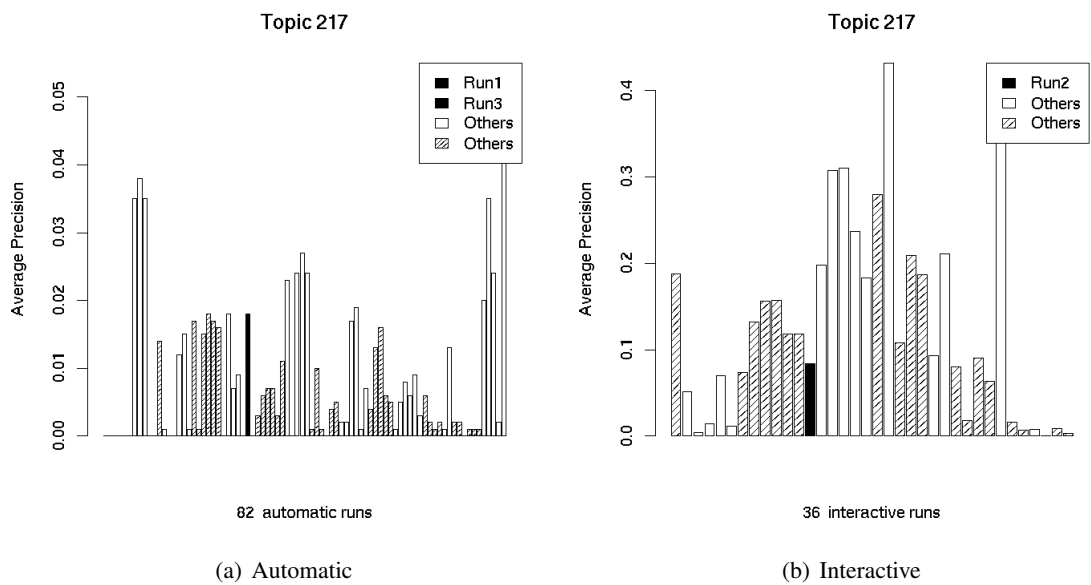 Topic 217
Run1
Run3
Others
Others
Average Precision
0.00 0.01 0.02 0.03 0.04 0.05
82 automatic runs
(a) Automatic
Topic 217
Run2
Others
Others
Average Precision
0.0 0.1 0.2 0.3 0.4
36 interactive runs
(b) Interactive